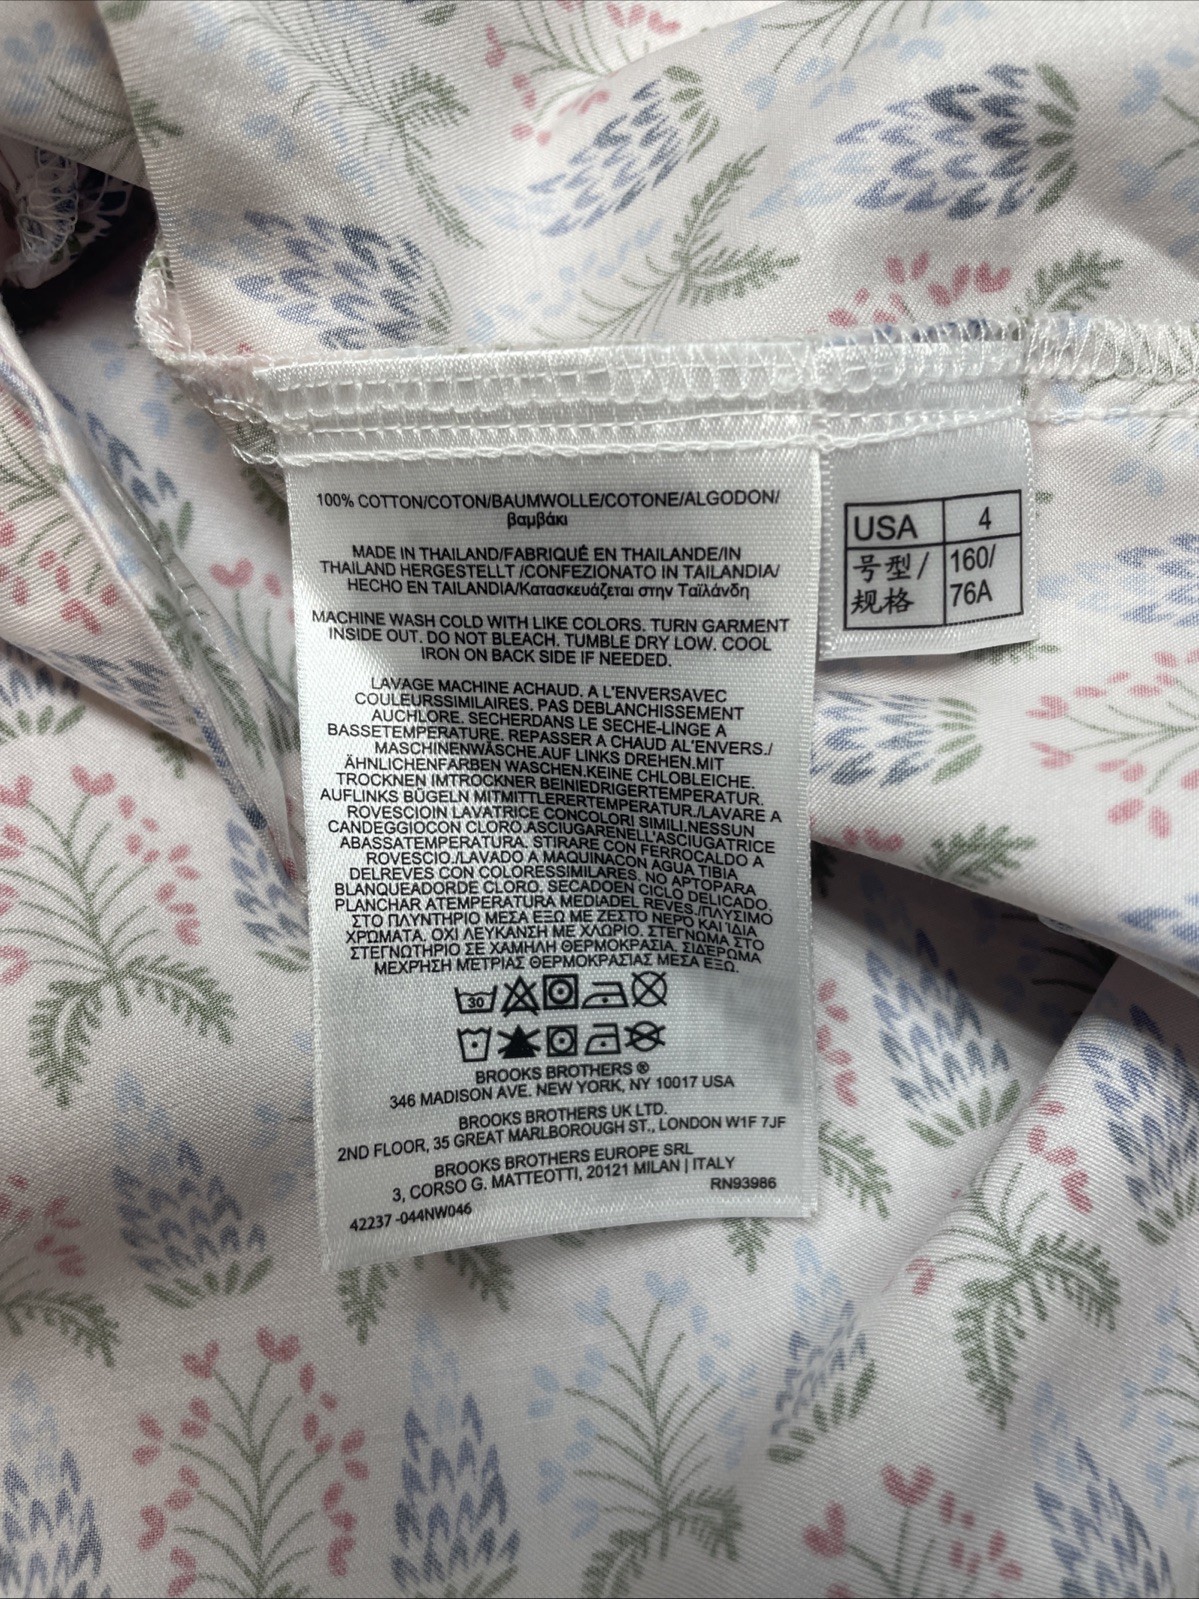 100% COTTON/COTON/BAUMWOLLE/COTONE/ALGODON/
βαμβάκι
MADE IN THAILAND/FABRIQUÉ EN THAILANDE/IN
THAILAND HERGESTELLT /CONFEZIONATO IN TAILANDIA/
HECHO EN TAILANDIA/Κατασκευάζεται στην Ταϊλάνδη
MACHINE WASH COLD WITH LIKE COLORS. TURN GARMENT
INSIDE OUT. DO NOT BLEACH. TUMBLE DRY LOW. COOL
IRON ON BACK SIDE IF NEEDED.
LAVAGE MACHINE ACHAUD. A L'ENVERSAVEC
COULEURSSIMILAIRES. PAS DEBLANCHISSEMENT
AUCHLORE. SECHERDANS LE SECHE-LINGE A
BASSETEMPERATURE. REPASSER A CHAUD AL'ENVERS./
MASCHINENWÄSCHE.AUF LINKS DREHEN.MIT
ÄHNLICHENFARBEN WASCHEN.KEINE CHLOBLEICHE.
TROCKNEN IMTROCKNER BEINIEDRIGERTEMPERATUR.
AUFLINKS BÜGELN MITMITTLERERTEMPERATUR./LAVARE A
ROVESCIOIN LAVATRICE CONCOLORI SIMILI.NESSUN
CANDEGGIOCON CLORO.ASCIUGARENELL'ASCIUGATRICE
ABASSATEMPERATURA. STIRARE CON FERROCALDO A
ROVESCIO./LAVADO A MAQUINACON AGUA TIBIA
DELREVES CON COLORESSIMILARES. NO APTOPARA
BLANQUEADORDE CLORO. SECADOEN CICLO DELICADO.
PLANCHAR ATEMPERATURA MEDIADEL REVES./ΠΛΥΣΙΜΟ
ΣΤΟ ΠΛΥΝΤΗΡΙΟ ΜΕΣΑ ΕΞΩ ΜΕ ΖΕΣΤΟ ΝΕΡΟ ΚΑΙ ΙΔΙΑ
ΧΡΩΜΑΤΑ. ΟΧΙ ΛΕΥΚΑΝΣΗ ΜΕ ΧΛΩΡΙΟ. ΣΤΕΓΝΩΜΑ ΣΤΟ
ΣΤΕΓΝΩΤΗΡΙΟ ΣΕ ΧΑΜΗΛΗ ΘΕΡΜΟΚΡΑΣΙΑ. ΣΙΔΕΡΩΜΑ
ΜΕΧΡΗΣΗ ΜΕΤΡΙΑΣ ΘΕΡΜΟΚΡΑΣΙΑΣ ΜΕΣΑ ΕΞΩ.
30
BROOKS BROTHERS ®
346 MADISON AVE. NEW YORK, NY 10017 USA
BROOKS BROTHERS UK LTD.
2ND FLOOR, 35 GREAT MARLBOROUGH ST., LONDON W1F 7JF
BROOKS BROTHERS EUROPE SRL
3, CORSO G. MATTEOTTI, 20121 MILAN | ITALY
RN93986
42237 -044NW046
USA 4
号型/ 160/
规格 76A